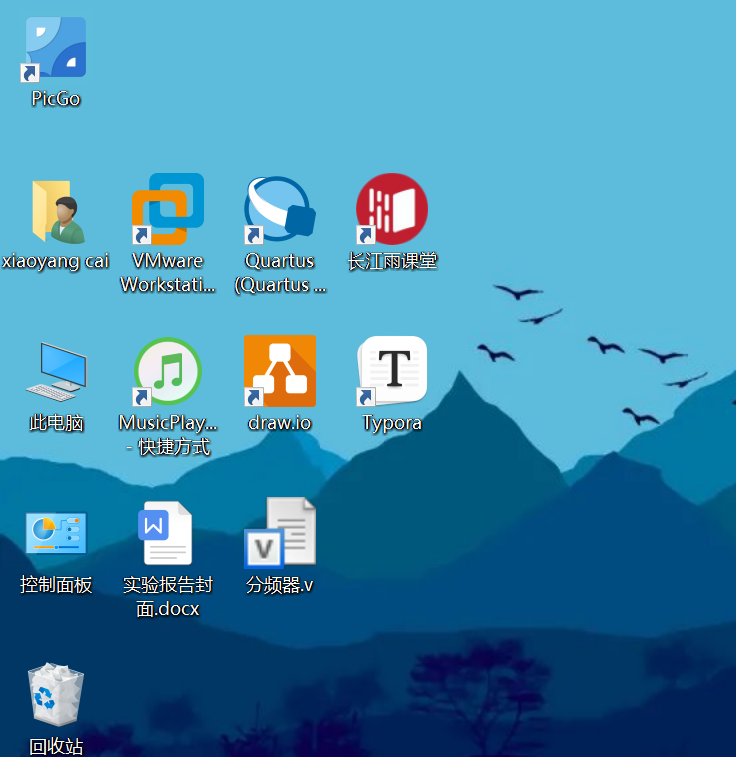 PicGo
xiaoyang cai
VMware
Workstati...
Quartus
(Quartus ...
长江雨课堂
此电脑
MusicPlay...
- 快捷方式
draw.io
T
Typora
控制面板
W
实验报告封
面.docx
V
分频器.v
回收站